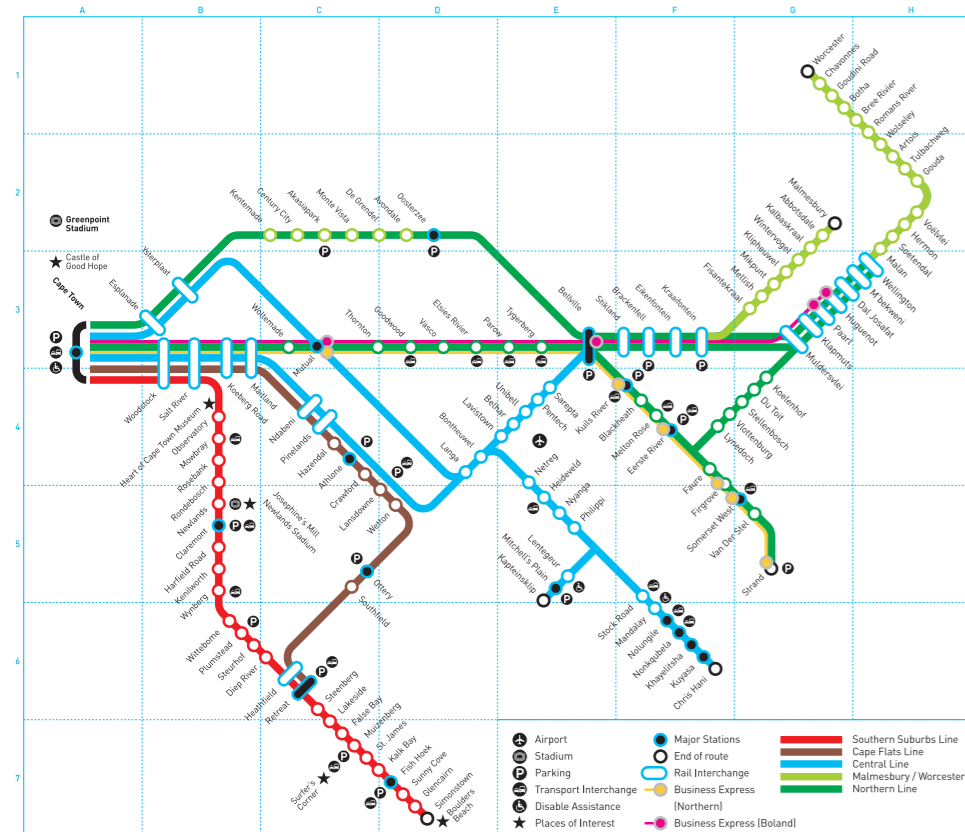 A
B
C
D
E
F
G
H
1
2
3
4
5
6
7
Worcester
Chavonnes
Goudini Road
Botha
Bree Rivier
Romans River
Wolseley
Artois
Tulbachweg
Gouda
Voëlvlei
Hermon
Soetendal
Malan
Wellington
M'bekweni
Dal Josafat
Huguenot
Paart
Klapmuts
Muldersvlei
Malmesbury
Abbotsdale
Kalbaskraal
Wintervogel
Klipheuwel
Mikpunt
Mellish
Fisantekraal
Greenpoint
Stadium
Castle of
Good Hope
Cape Town
Esplanade
Ysterplaat
Kentemade
Century City
Akasiapark
Monte Vista
De Grendel
Avondale
Oosterzee
P
P
Woltemade
Mutual
Thornton
Goodwood
Vasco
Elsies Rivier
Parow
Tygerberg
Bellville
Stikland
Brackenfell
Eikenfein
Kraaifontein
P
P
P
P
Woodstock
Salt River
Koeberg Road
Maitland
Ndabeni
Pinelands
Hazendal
Athlone
Crawford
Lansdowne
Wetton
Ottery
Southfield
P
P
P
Heart of Cape Town Museum
Observatory
Mowbray
Rosebank
Rondebosch
Newlands
Claremont
Harfield Road
Kenilworth
Wynberg
Josephine's Mill
Newlands Stadium
P
Wittebome
Plumstead
Steurhof
Diep River
Heathfield
Retreat
P
P
Steenberg
Lakeside
False Bay
Muizenberg
St. James
Kalk Bay
Fish Hoek
Sunny Cove
Glencairn
Simonstown
Boulders
Beach
Surfer's
Corner
P
P
Langa
Bontheuwel
Lavistown
Belhar
Unibell
Pentech
Sarepta
Netreg
Heideveld
Nyanga
Philippi
Lentegeur
Mitchell's Plain
Kapteinsklip
P
Stock Road
Mandalay
Nolungile
Nonkqubela
Khayelitsha
Kuyasa
Chris Hani
Kuils River
Blackheath
Melton Rose
Eerste River
P
Faure
Firgrove
Somerset West
Van Der Stel
Strand
P
Koelenhof
Du Toit
Stellenbosch
Vlottenburg
Lynedoch
Airport
Stadium
P Parking
Transport Interchange
Disable Assistance
Places of Interest
Major Stations
End of route
Rail Interchange
Business Express
(Northern)
Business Express (Boland)
Southern Suburbs Line
Cape Flats Line
Central Line
Malmesbury / Worcester
Northern Line